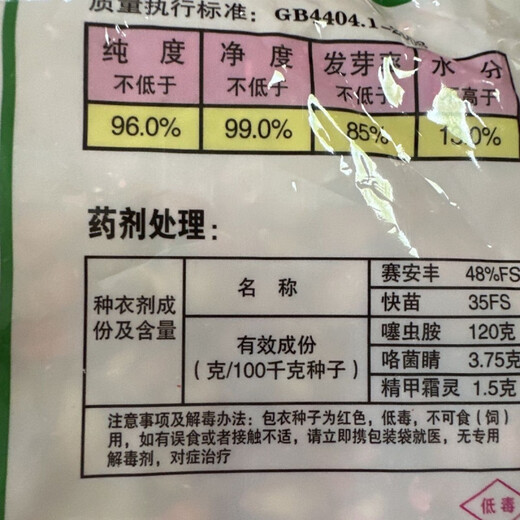 质量执行标准：GB4404.1-
纯度 净度 发芽率 水分
不低于 不低于 不低于 不高于
96.0% 99.0% 85% 13.0%
药剂处理：
种衣剂成份及含量
名称
赛安丰 48%FS
快苗 35FS
有效成份
（克/100千克种子）
噻虫胺 120克
咯菌睛 3.75克
精甲霜灵 1.5克
注意事项及解毒办法：包衣种子为红色，低毒，不可食（饲）
用，如有误食或者接触不适，请立即携包装袋就医，无专用
解毒剂，对症治疗
低毒